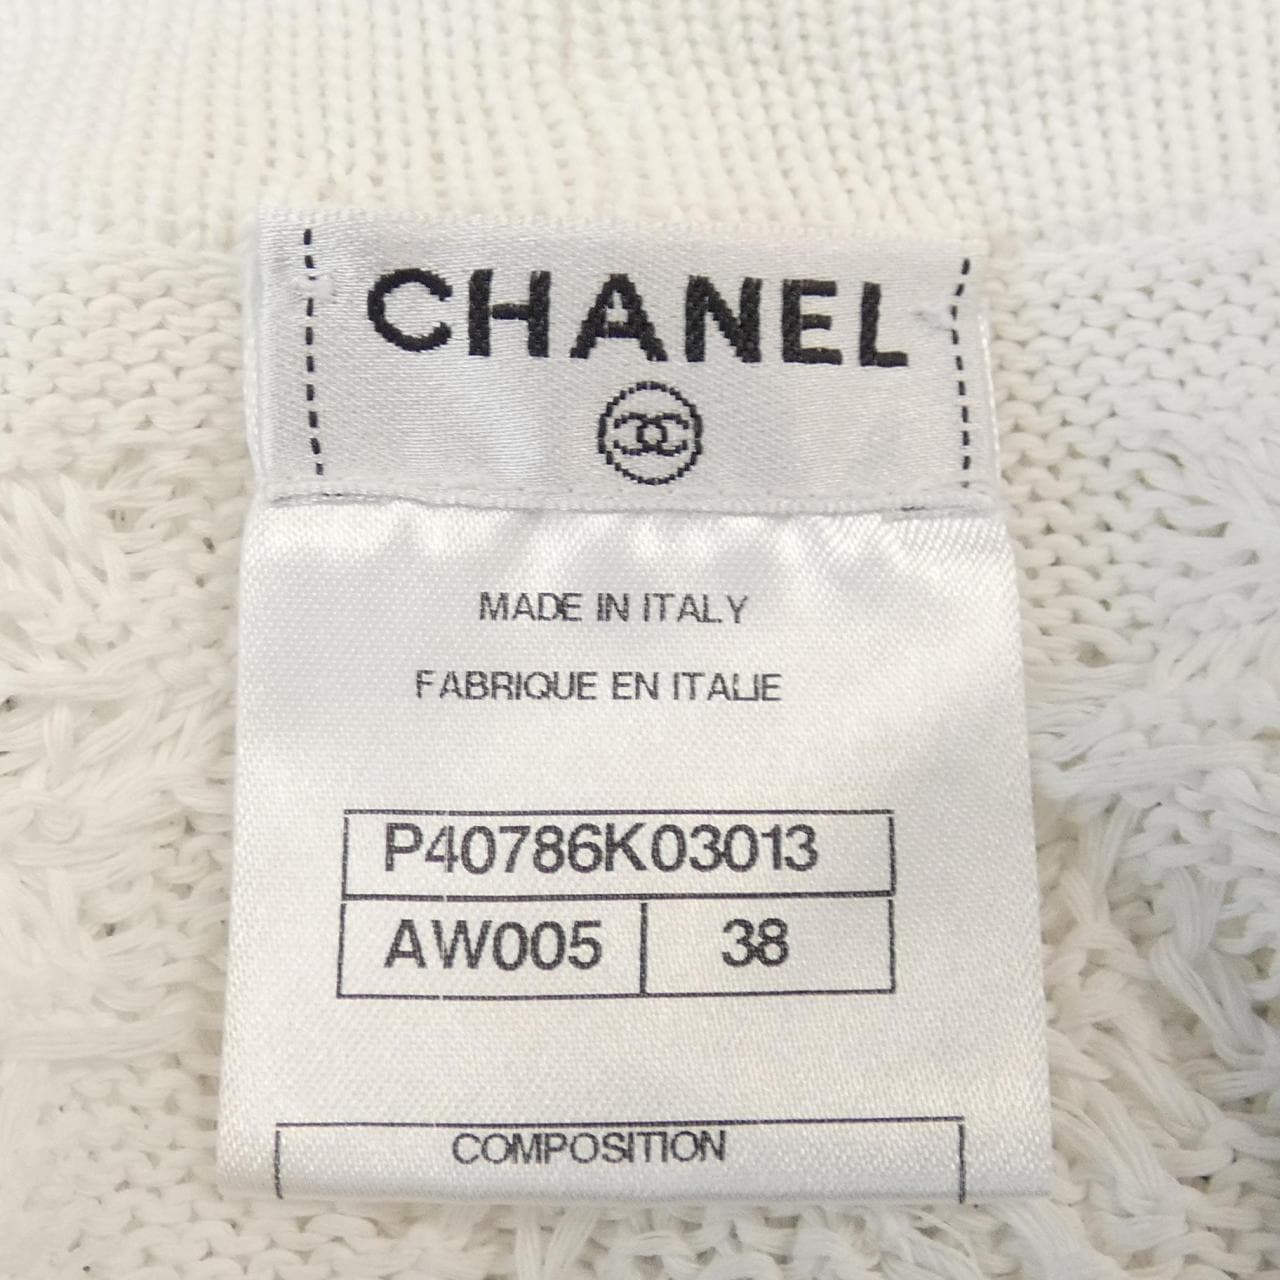 CHANEL
MADE IN ITALY
FABRIQUE EN ITALIE
P40786K03013
AW005 38
COMPOSITION